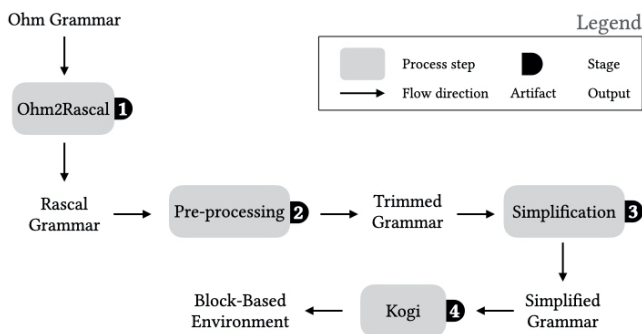 Ohm Grammar
Legend
Process step
Stage
Flow direction
Artifact
Output
Ohm2Rascal
1
Rascal
Grammar
Pre-processing
2
Trimmed
Grammar
Simplification
3
Block-Based
Environment
Kogi
4
Simplified
Grammar